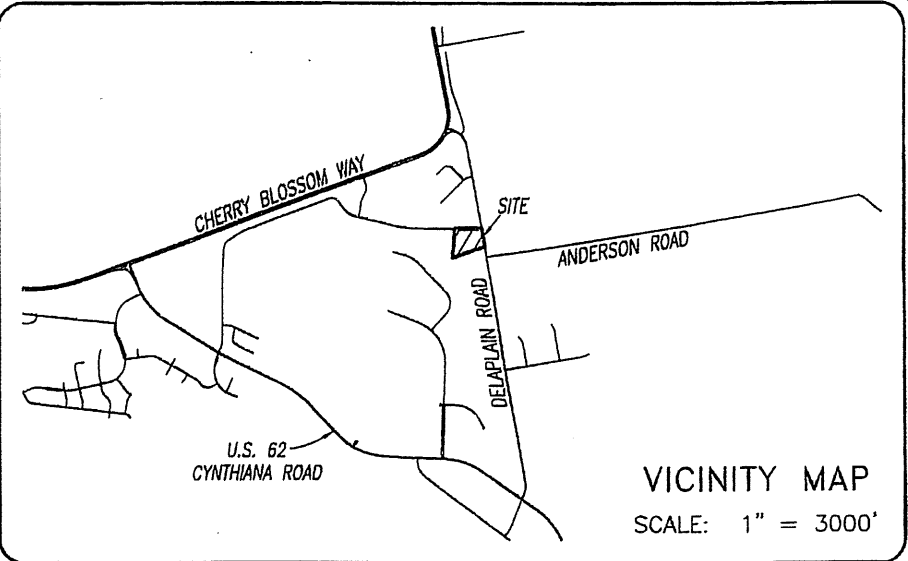 CHERRY BLOSSOM WAY
SITE
ANDERSON ROAD
DELAPLAIN ROAD
U.S. 62
CYNTHIANA ROAD
VICINITY MAP
SCALE: 1" = 3000'